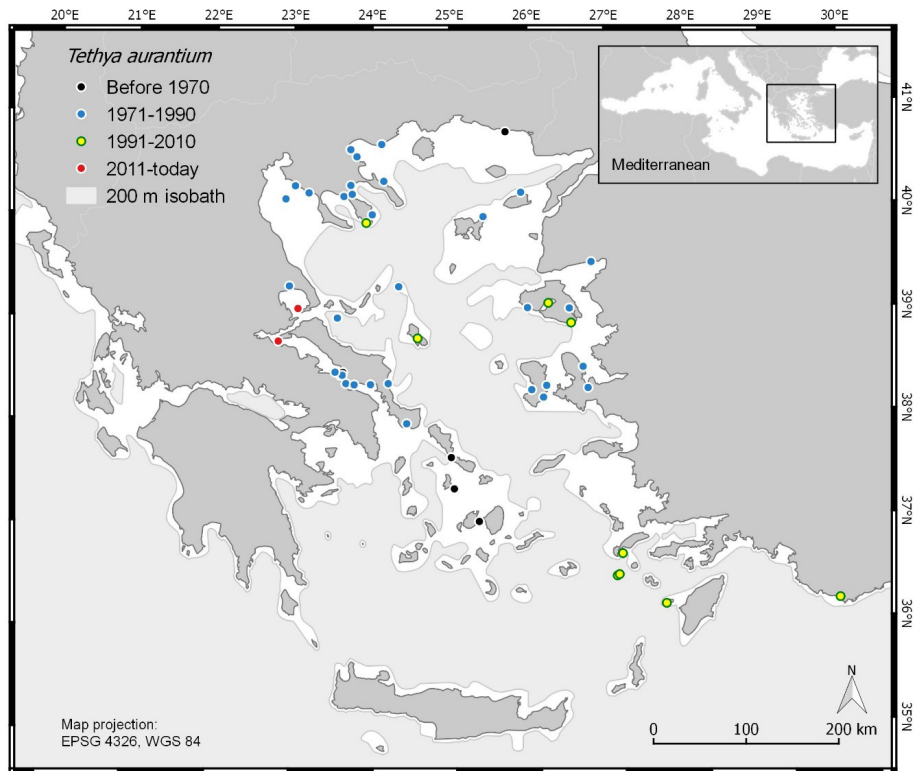 20°E 22°E 23°E 24°E 25°E 26°E 27°E 28°E 29°E 30°E
Tethya aurantium
Before 1970
1971-1990
1991-2010
2011-today
200 m isobath
Mediterranean
41°N
40°N
39°N
38°N
37°N
36°N
35°N
Map projection:
EPSG 4326, WGS 84
N
0 100 200 km